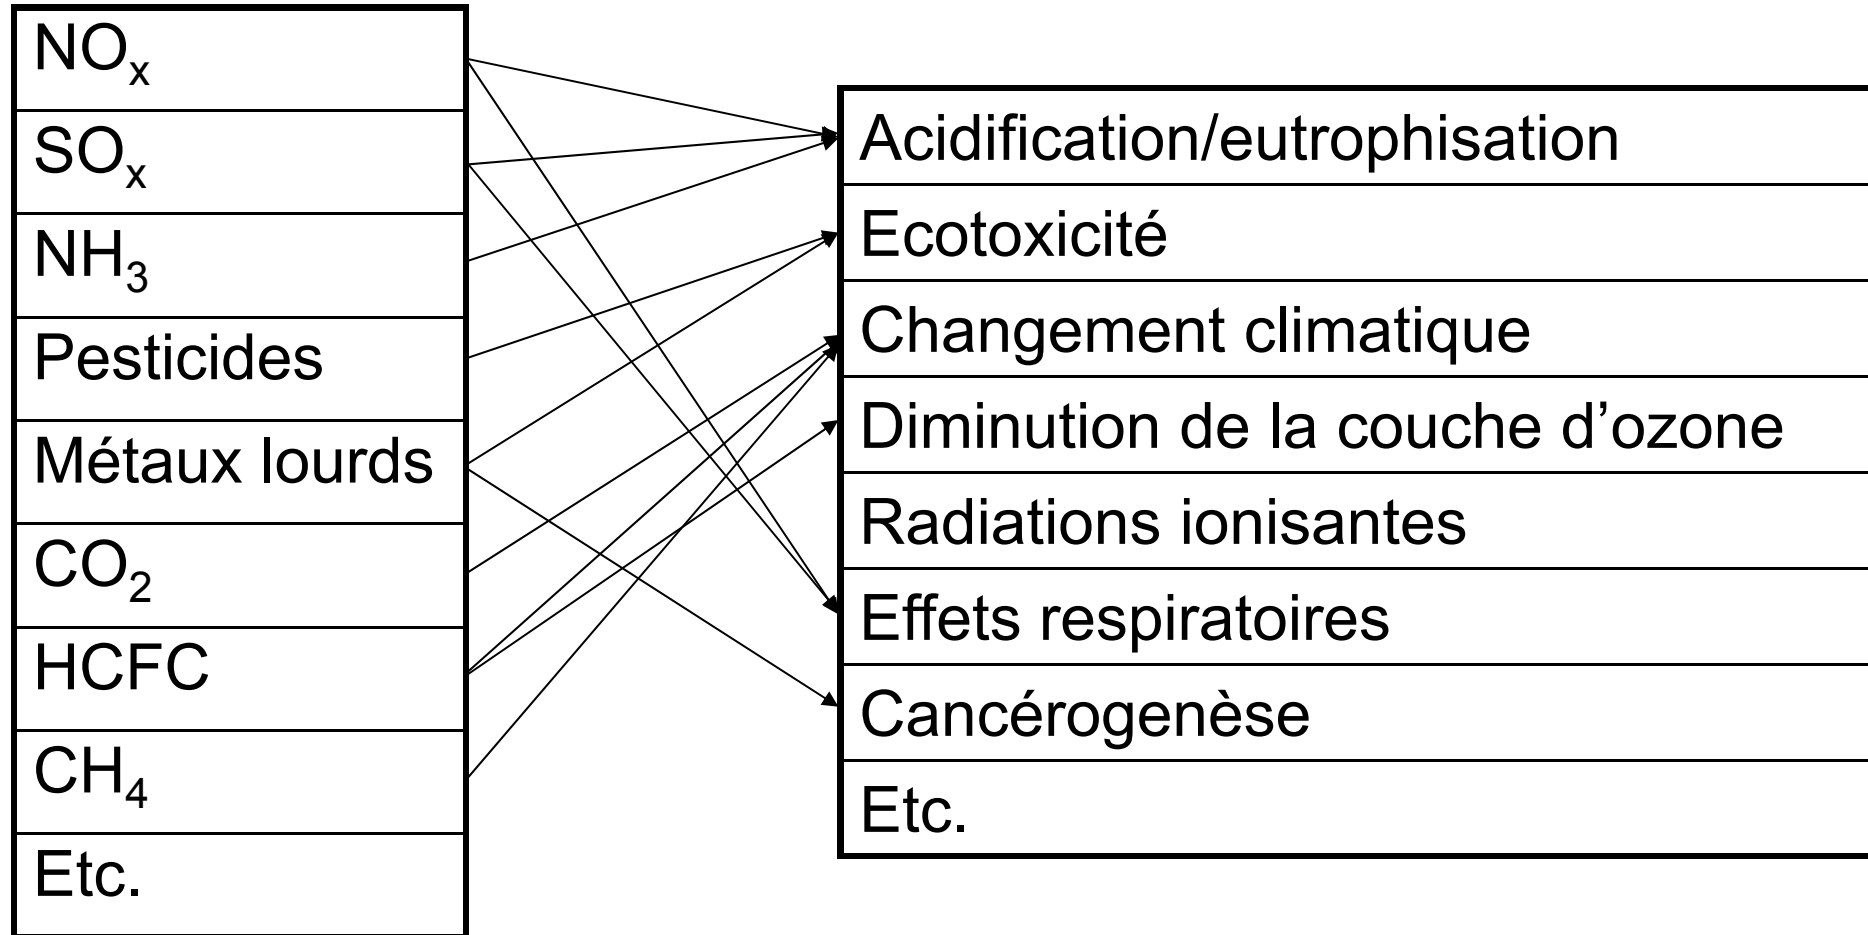 NOₓ
SOₓ
NH₃
Pesticides
Métaux lourds
CO₂
HCFC
CH₄
Etc.
Acidification/eutrophisation
Ecotoxicité
Changement climatique
Diminution de la couche d’ozone
Radiations ionisantes
Effets respiratoires
Cancérogenèse
Etc.